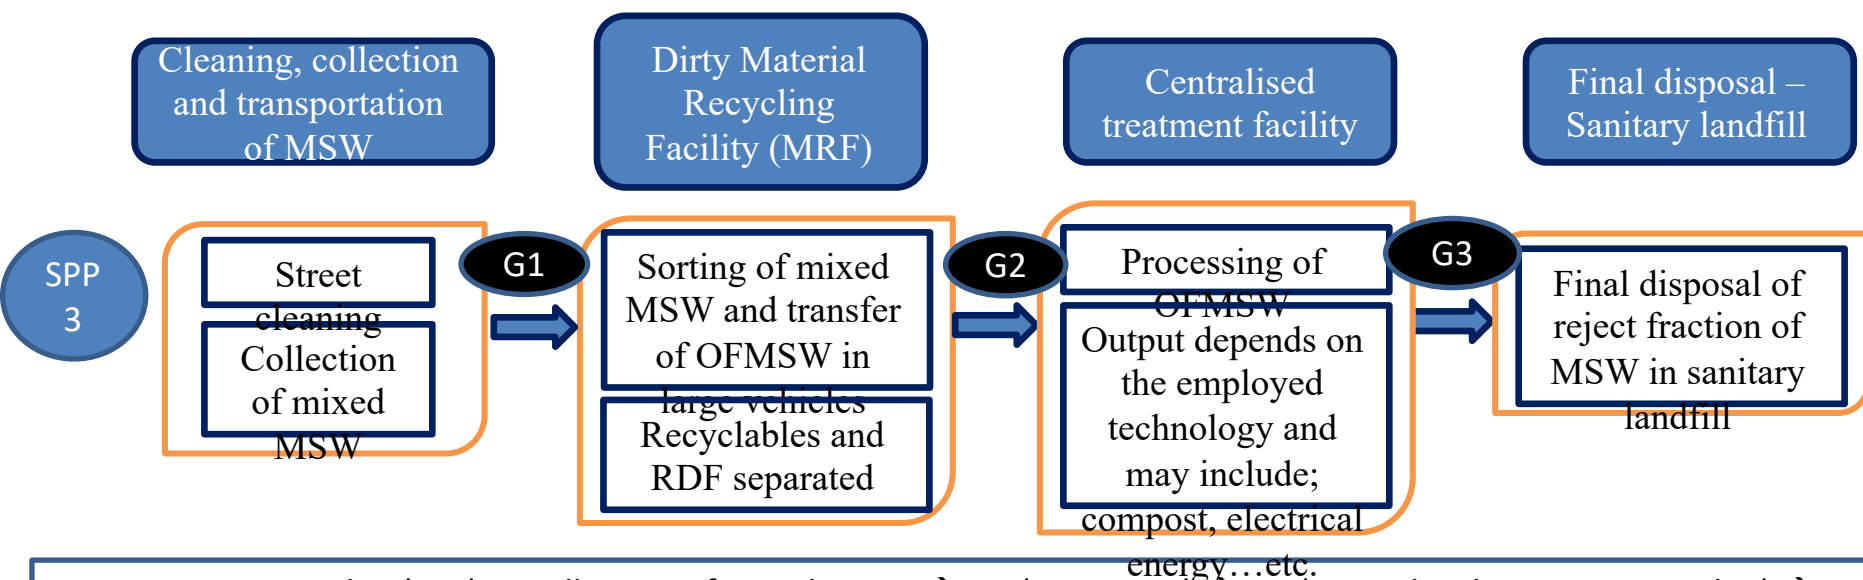 Cleaning, collection
and transportation
of MSW
Dirty Material
Recycling
Facility (MRF)
Centralised
treatment facility
Final disposal –
Sanitary landfill
SPP
3
Street
cleaning
Collection
of mixed
MSW
G1
Sorting of mixed
MSW and transfer
of OFMSW in
large vehicles
Recyclables and
RDF separated
G2
Processing of
OFMSW
Output depends on
the employed
technology and
may include;
compost, electrical
energy…etc.
G3
Final disposal of
reject fraction of
MSW in sanitary
landfill